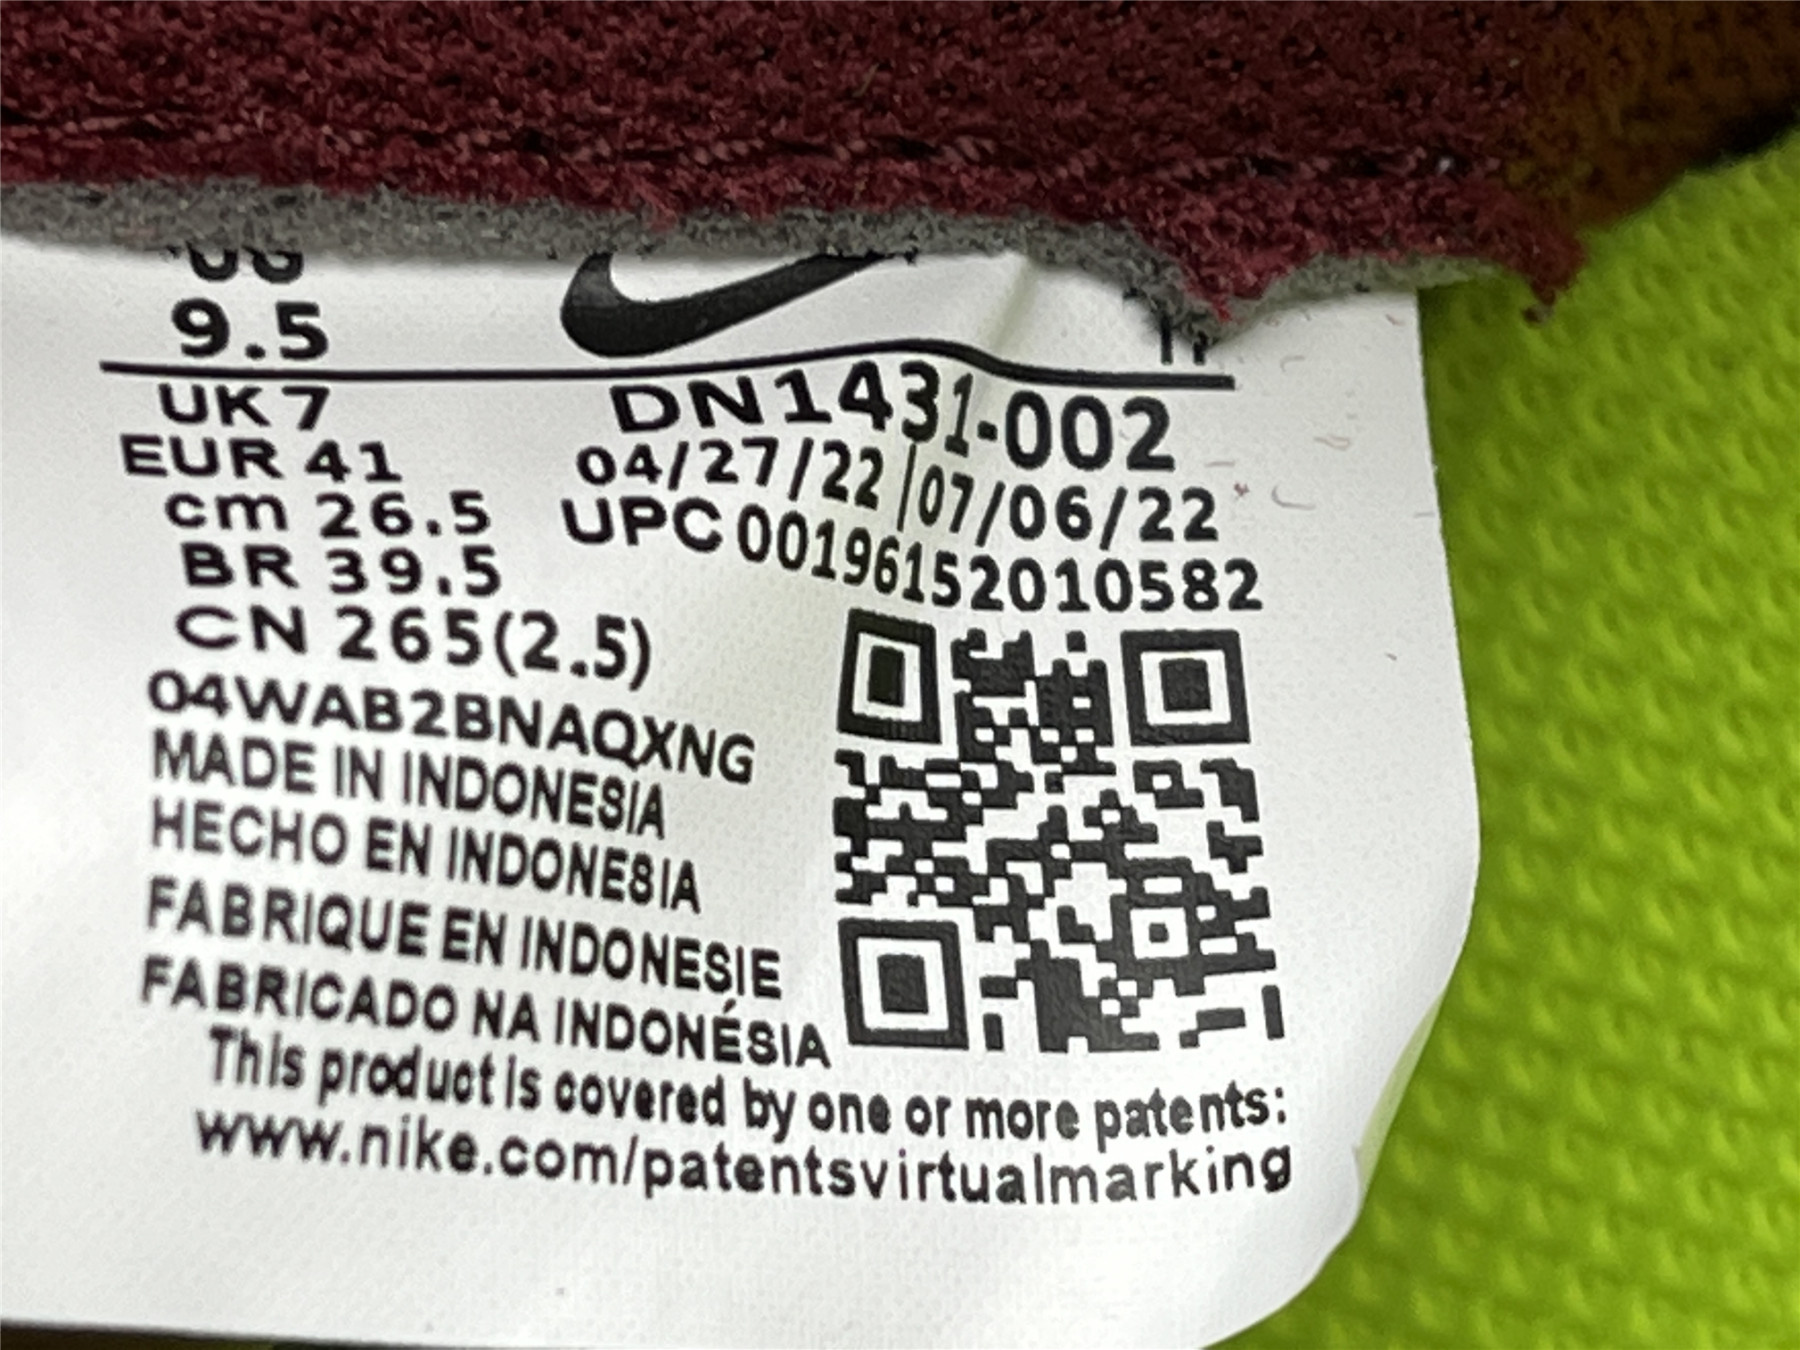 9.5
UK 7
EUR 41
cm 26.5
BR 39.5
CN 265(2.5)
DN1431-002
04/27/22 | 07/06/22
UPC 00196152010582
04WAB2BNAQXNG
MADE IN INDONESIA
HECHO EN INDONESIA
FABRIQUE EN INDONESIE
FABRICADO NA INDONÉSIA
This product is covered by one or more patents:
www.nike.com/patentsvirtualmarking